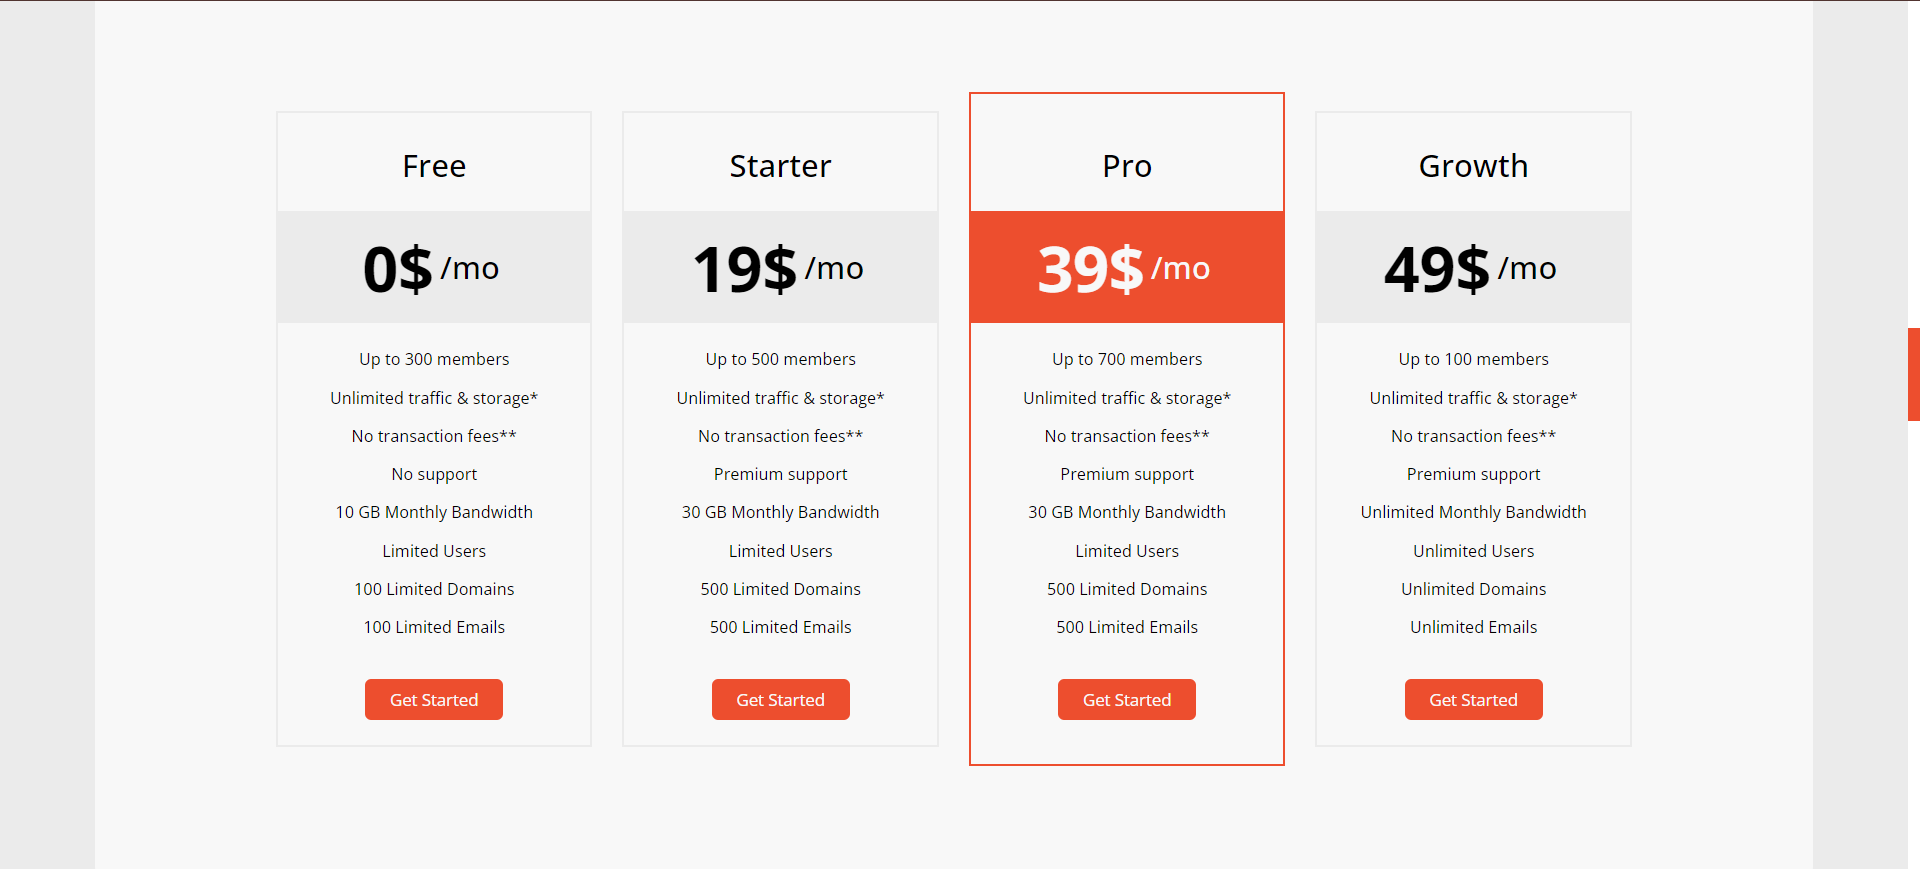 Free
0$ /mo
Up to 300 members
Unlimited traffic & storage*
No transaction fees**
No support
10 GB Monthly Bandwidth
Limited Users
100 Limited Domains
100 Limited Emails
Get Started
Starter
19$ /mo
Up to 500 members
Unlimited traffic & storage*
No transaction fees**
Premium support
30 GB Monthly Bandwidth
Limited Users
500 Limited Domains
500 Limited Emails
Get Started
Pro
39$ /mo
Up to 700 members
Unlimited traffic & storage*
No transaction fees**
Premium support
30 GB Monthly Bandwidth
Limited Users
500 Limited Domains
500 Limited Emails
Get Started
Growth
49$ /mo
Up to 100 members
Unlimited traffic & storage*
No transaction fees**
Premium support
Unlimited Monthly Bandwidth
Unlimited Users
Unlimited Domains
Unlimited Emails
Get Started